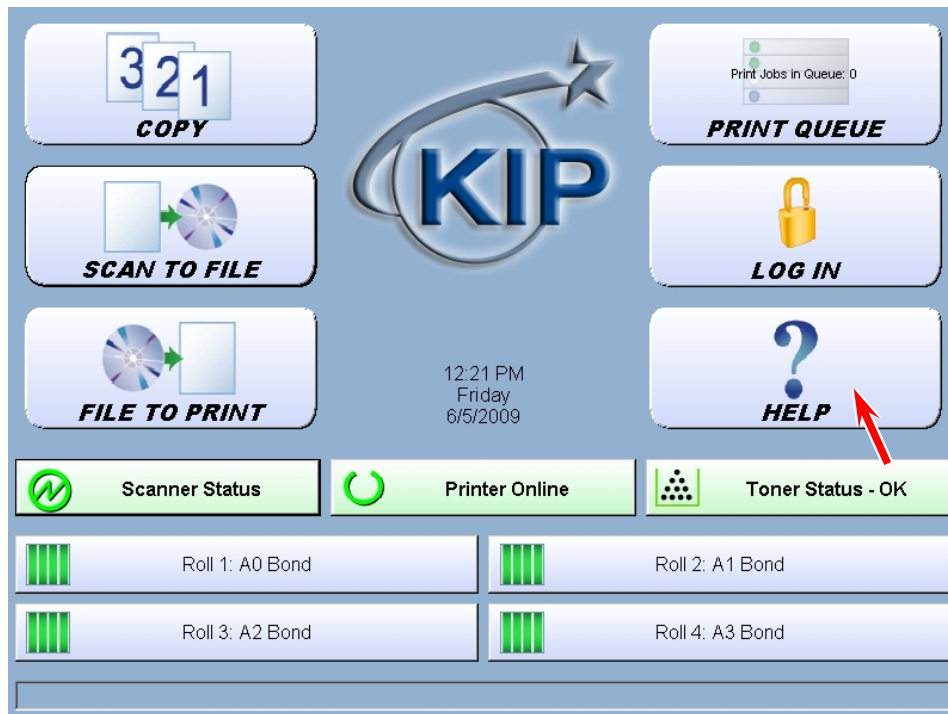 321
COPY
KIP
Print Jobs in Queue: 0
PRINT QUEUE
SCAN TO FILE
LOG IN
FILE TO PRINT
12:21 PM
Friday
6/5/2009
?
HELP
Scanner Status
Printer Online
Toner Status - OK
Roll 1: A0 Bond
Roll 2: A1 Bond
Roll 3: A2 Bond
Roll 4: A3 Bond